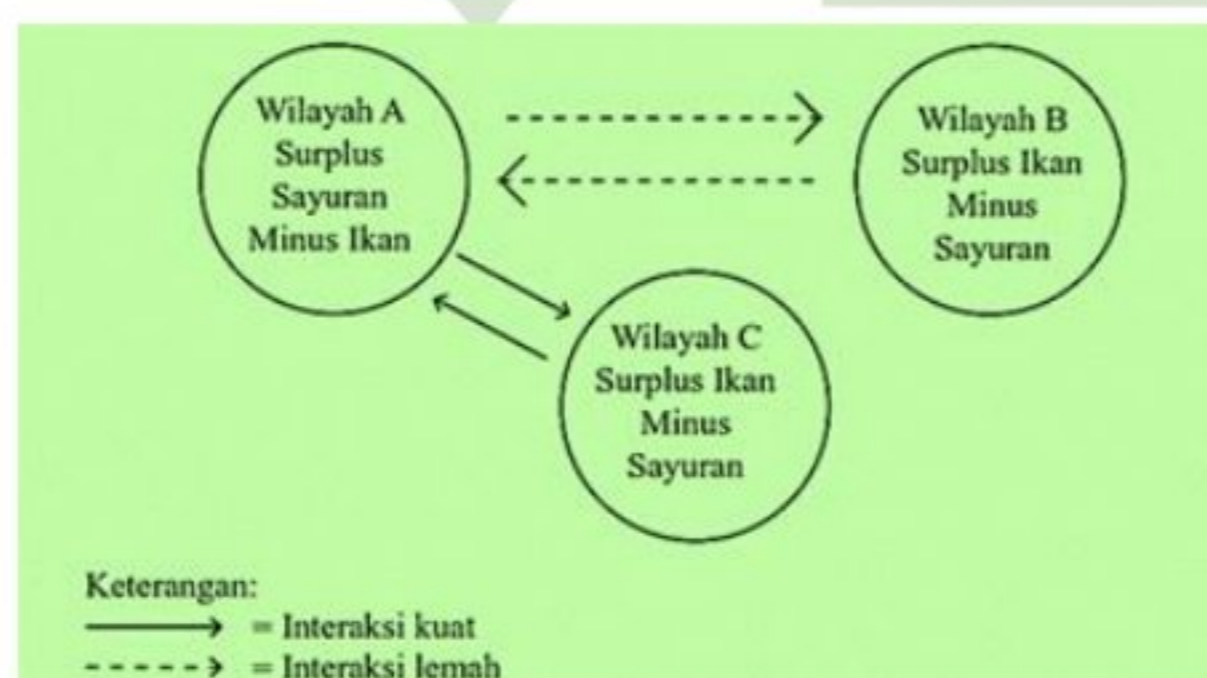 Wilayah A
Surplus
Sayuran
Minus Ikan
Wilayah B
Surplus Ikan
Minus
Sayuran
Wilayah C
Surplus Ikan
Minus
Sayuran
Keterangan:
= Interaksi kuat
= Interaksi lemah